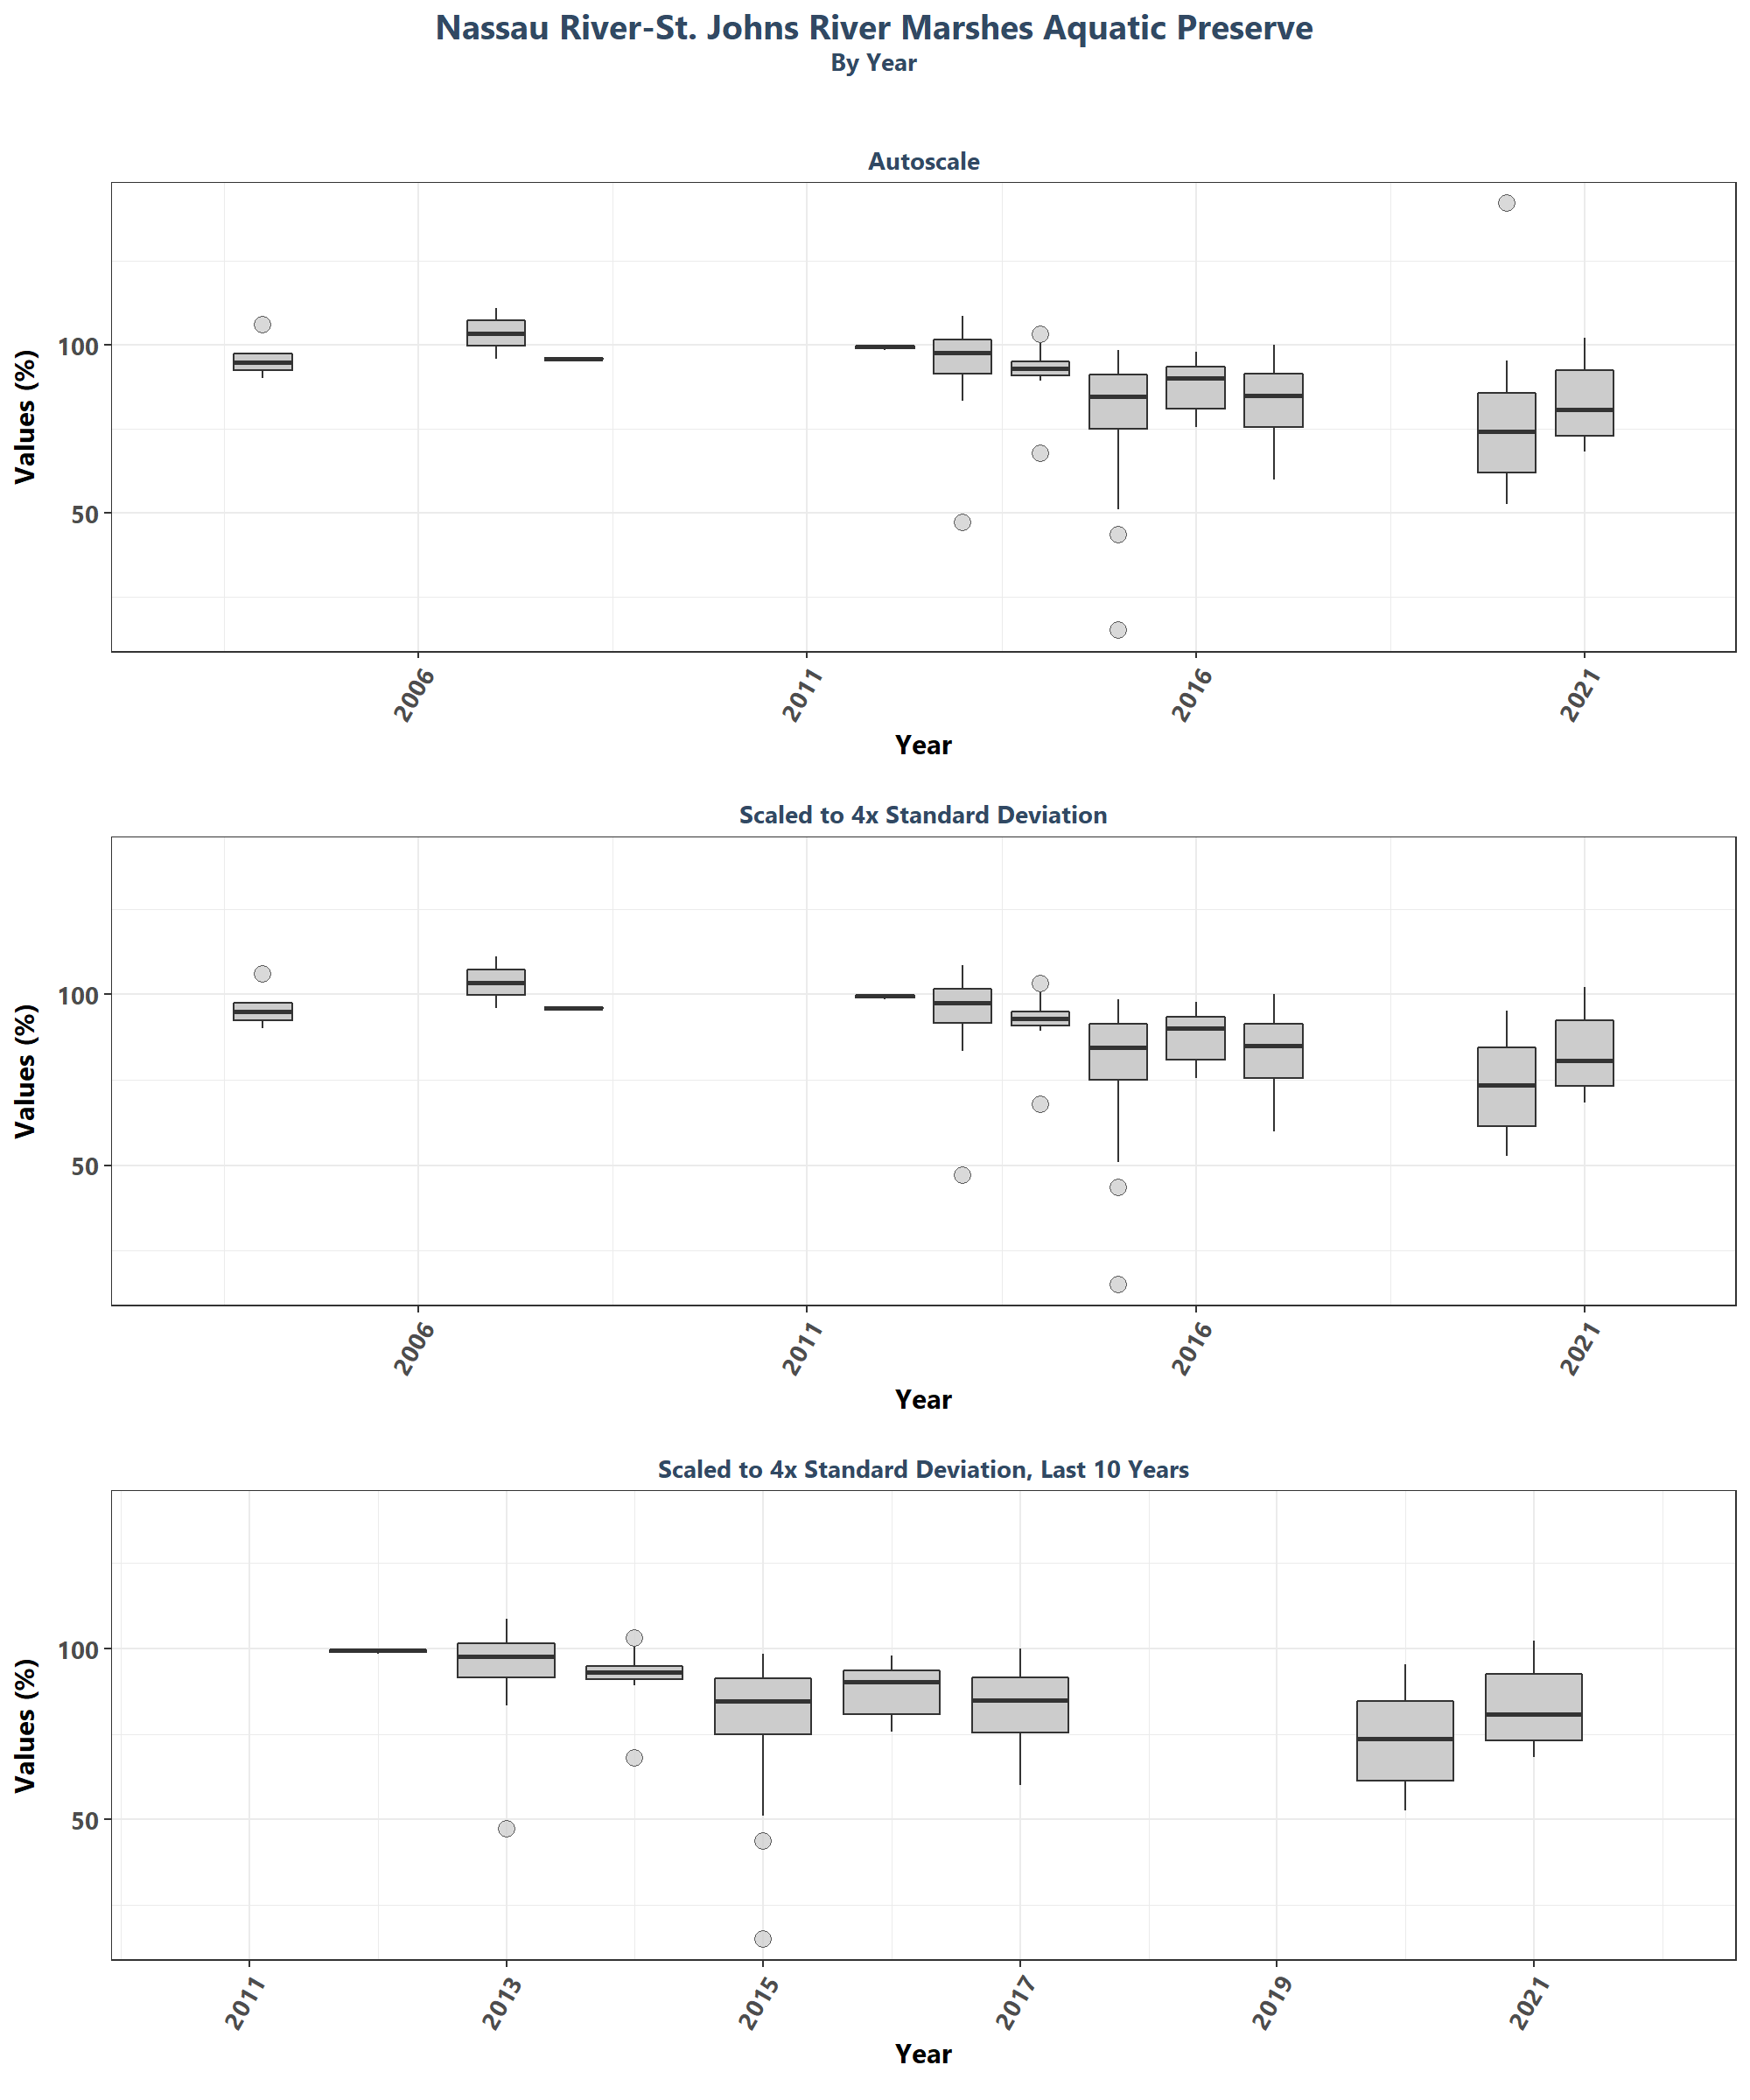 Nassau River-St. Johns River Marshes Aquatic Preserve
By Year
Autoscale
Values (%)
100
50
2006
2011
2016
2021
Year
Scaled to 4x Standard Deviation
Values (%)
100
50
2006
2011
2016
2021
Year
Scaled to 4x Standard Deviation, Last 10 Years
Values (%)
100
50
2011
2013
2015
2017
2019
2021
Year